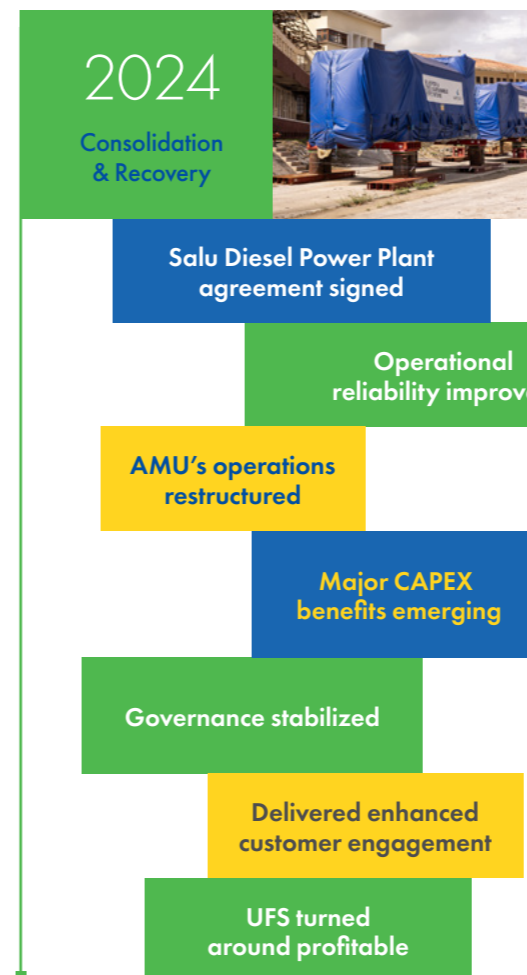 2024
Consolidation
& Recovery
Salu Diesel Power Plant
agreement signed
Operational
reliability
AMU's operations
restructured
Major CAPEX
benefits emerging
Governance stabilized
Delivered enhanced
customer engagement
UFS turned
around profitable